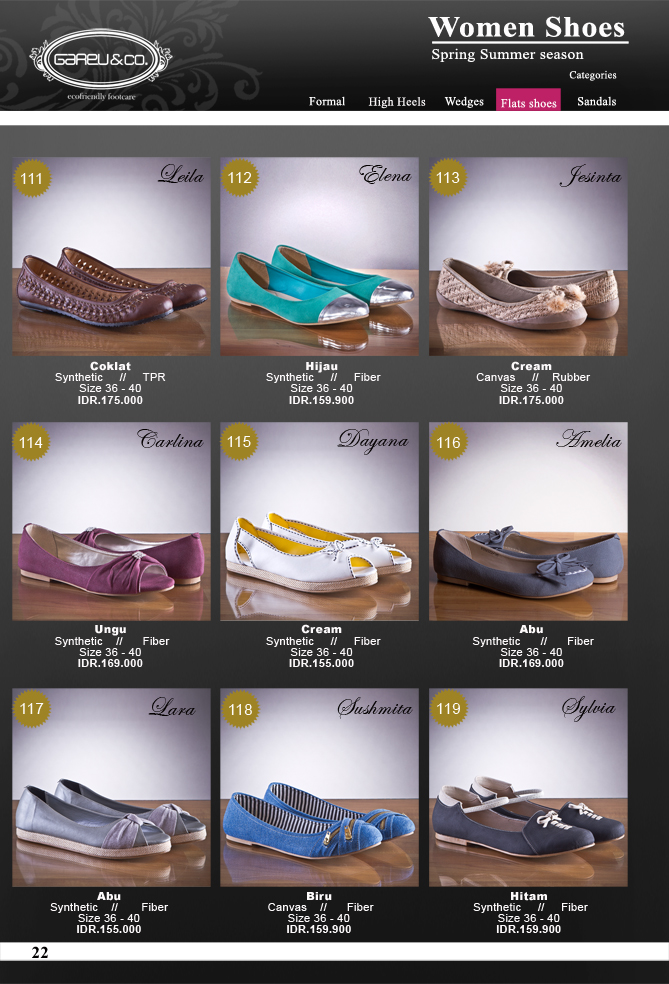 Women Shoes
Spring Summer season
GAREU&CO.
ecofriendly footcare
Categories
Formal High Heels Wedges Flats shoes Sandals
111 Leila
112 Elena
113 Jesinta
Coklat
Synthetic // TPR
Size 36 - 40
IDR.175.000
Hijau
Synthetic // Fiber
Size 36 - 40
IDR.159.900
Cream
Canvas // Rubber
Size 36 - 40
IDR.175.000
114 Carlina
115 Dayana
116 Amelia
Ungu
Synthetic // Fiber
Size 36 - 40
IDR.169.000
Cream
Synthetic // Fiber
Size 36 - 40
IDR.155.000
Abu
Synthetic // Fiber
Size 36 - 40
IDR.169.000
117 Lara
118 Sushmita
119 Sylvia
Abu
Synthetic // Fiber
Size 36 - 40
IDR.155.000
Biru
Canvas // Fiber
Size 36 - 40
IDR.159.900
Hitam
Synthetic // Fiber
Size 36 - 40
IDR.159.900
22